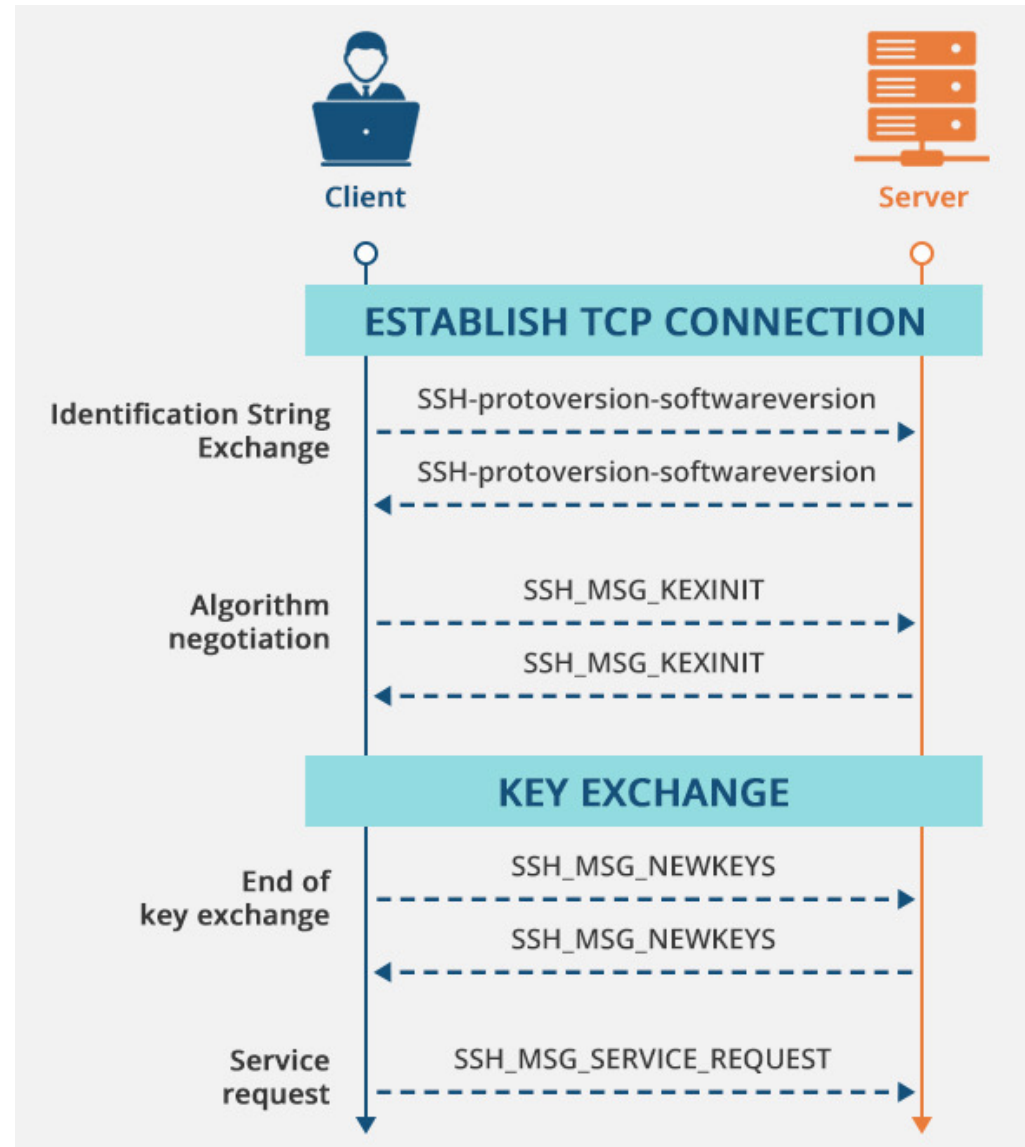 Client
Server
ESTABLISH TCP CONNECTION
Identification String
Exchange
SSH-protoversion-softwareversion
SSH-protoversion-softwareversion
Algorithm
negotiation
SSH_MSG_KEXINIT
SSH_MSG_KEXINIT
KEY EXCHANGE
End of
key exchange
SSH_MSG_NEWKEYS
SSH_MSG_NEWKEYS
Service
request
SSH_MSG_SERVICE_REQUEST